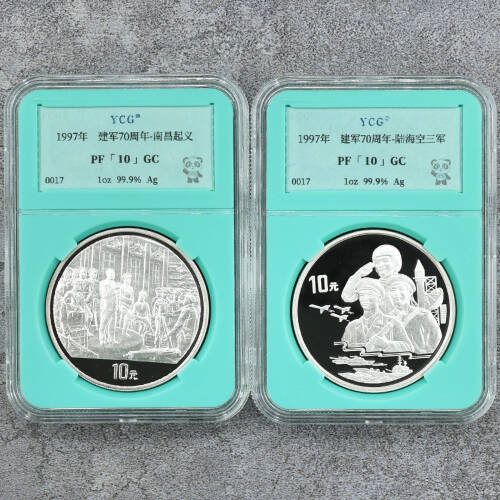 YCG®
1997年 建军70周年-南昌起义
PF「10」GC
0017 1oz 99.9% Ag
10元
YCG®
1997年 建军70周年-陆海空三军
PF「10」GC
0017 1oz 99.9% Ag
10元